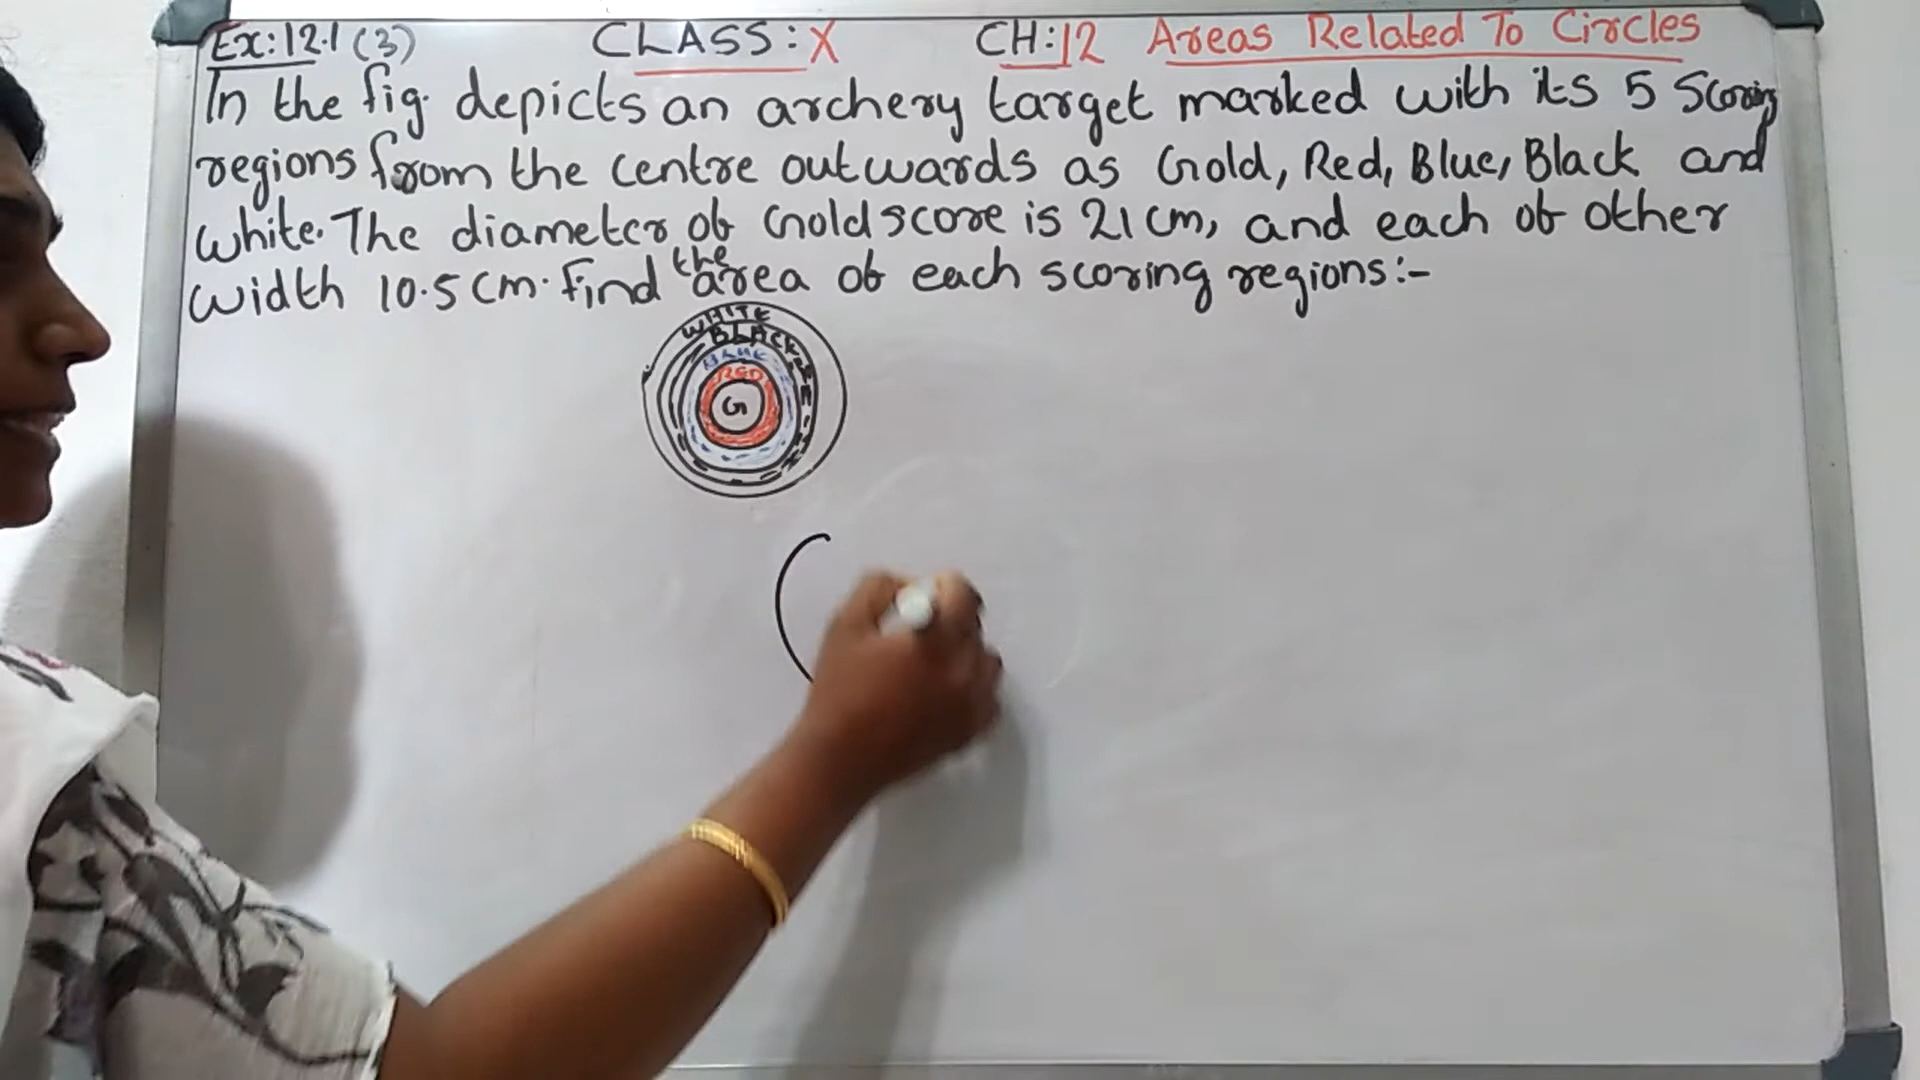 Ex:12.1 (3) CLASS:X CH:12 Areas Related To Circles
In the fig. depicts an archery target marked with its 5 Scoring
regions from the centre outwards as Gold, Red, Blue, Black and
white. The diameter of Gold score is 21 cm, and each of other
width 10.5 cm. find the area of each scoring regions:-
WHITE
BLACK
BLUE
RED
G